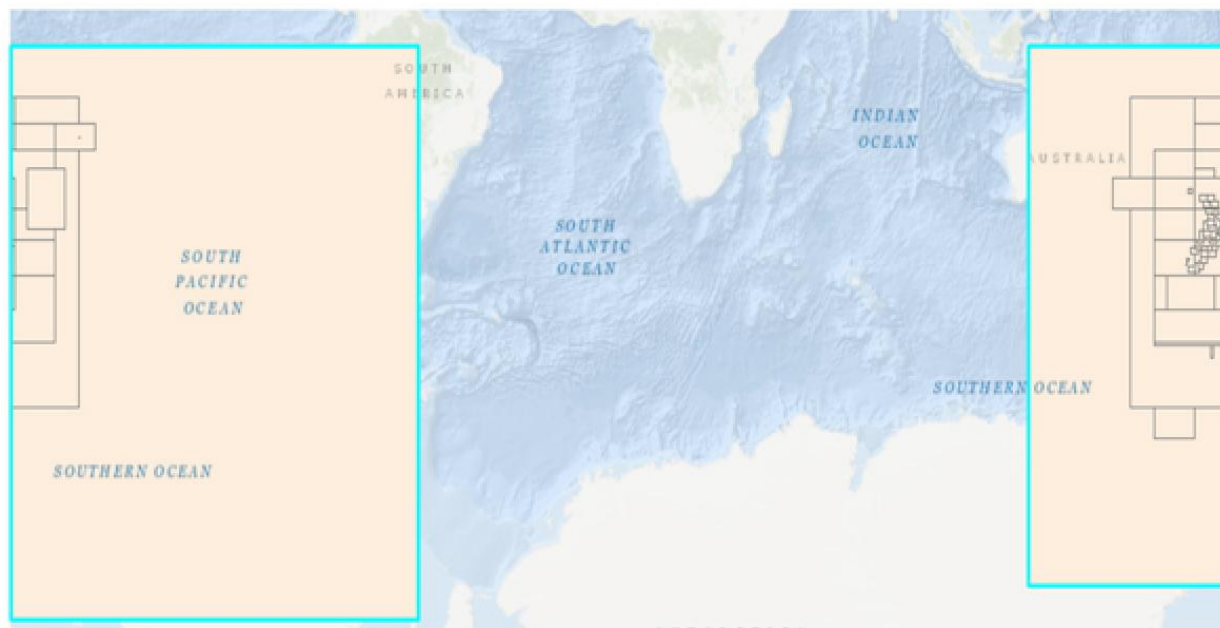 SOUTH
AMERICA
INDIAN
OCEAN
AUSTRALIA
SOUTH
ATLANTIC
OCEAN
SOUTH
PACIFIC
OCEAN
SOUTHERN OCEAN
SOUTHERN OCEAN